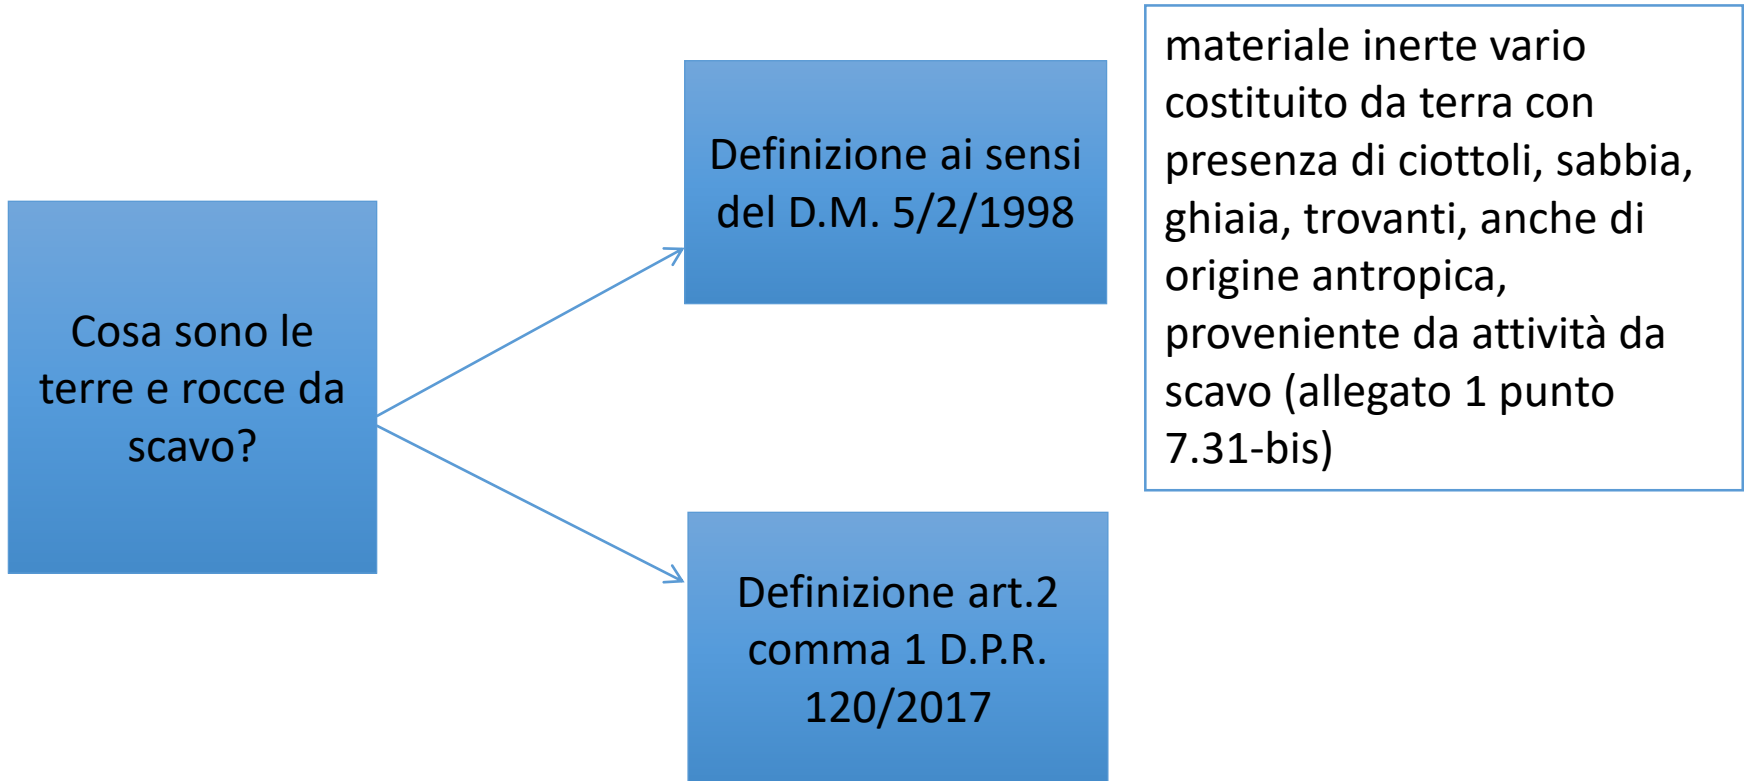 Cosa sono le
terre e rocce da
scavo?
Definizione ai sensi
del D.M. 5/2/1998
materiale inerte vario
costituito da terra con
presenza di ciottoli, sabbia,
ghiaia, trovanti, anche di
origine antropica,
proveniente da attività da
scavo (allegato 1 punto
7.31-bis)
Definizione art.2
comma 1 D.P.R.
120/2017